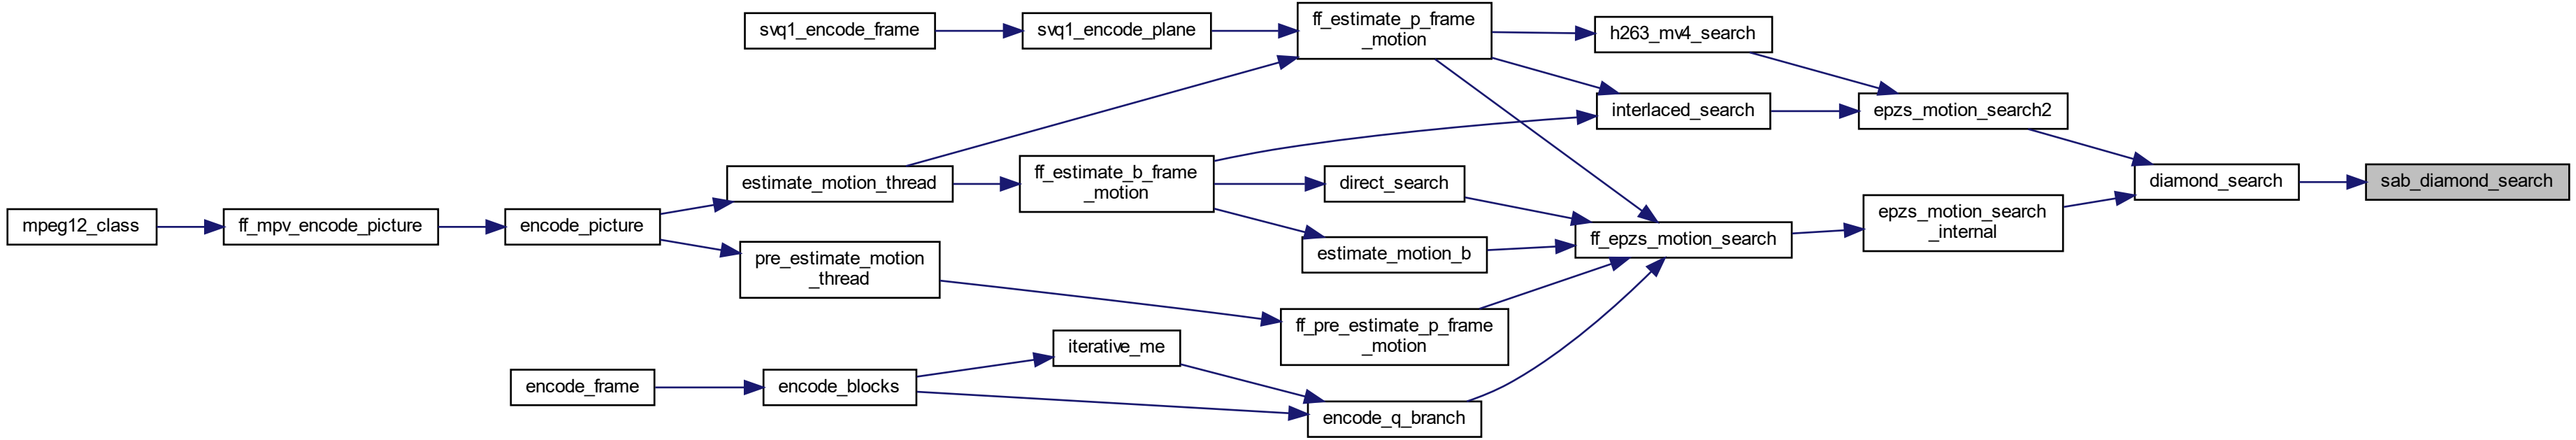 svq1_encode_frame
svq1_encode_plane
ff_estimate_p_frame
_motion
h263_mv4_search
interlaced_search
epzs_motion_search2
estimate_motion_thread
ff_estimate_b_frame
_motion
direct_search
diamond_search
sab_diamond_search
mpeg12_class
ff_mpv_encode_picture
encode_picture
pre_estimate_motion
_thread
estimate_motion_b
ff_epzs_motion_search
epzs_motion_search
_internal
ff_pre_estimate_p_frame
_motion
iterative_me
encode_frame
encode_blocks
encode_q_branch